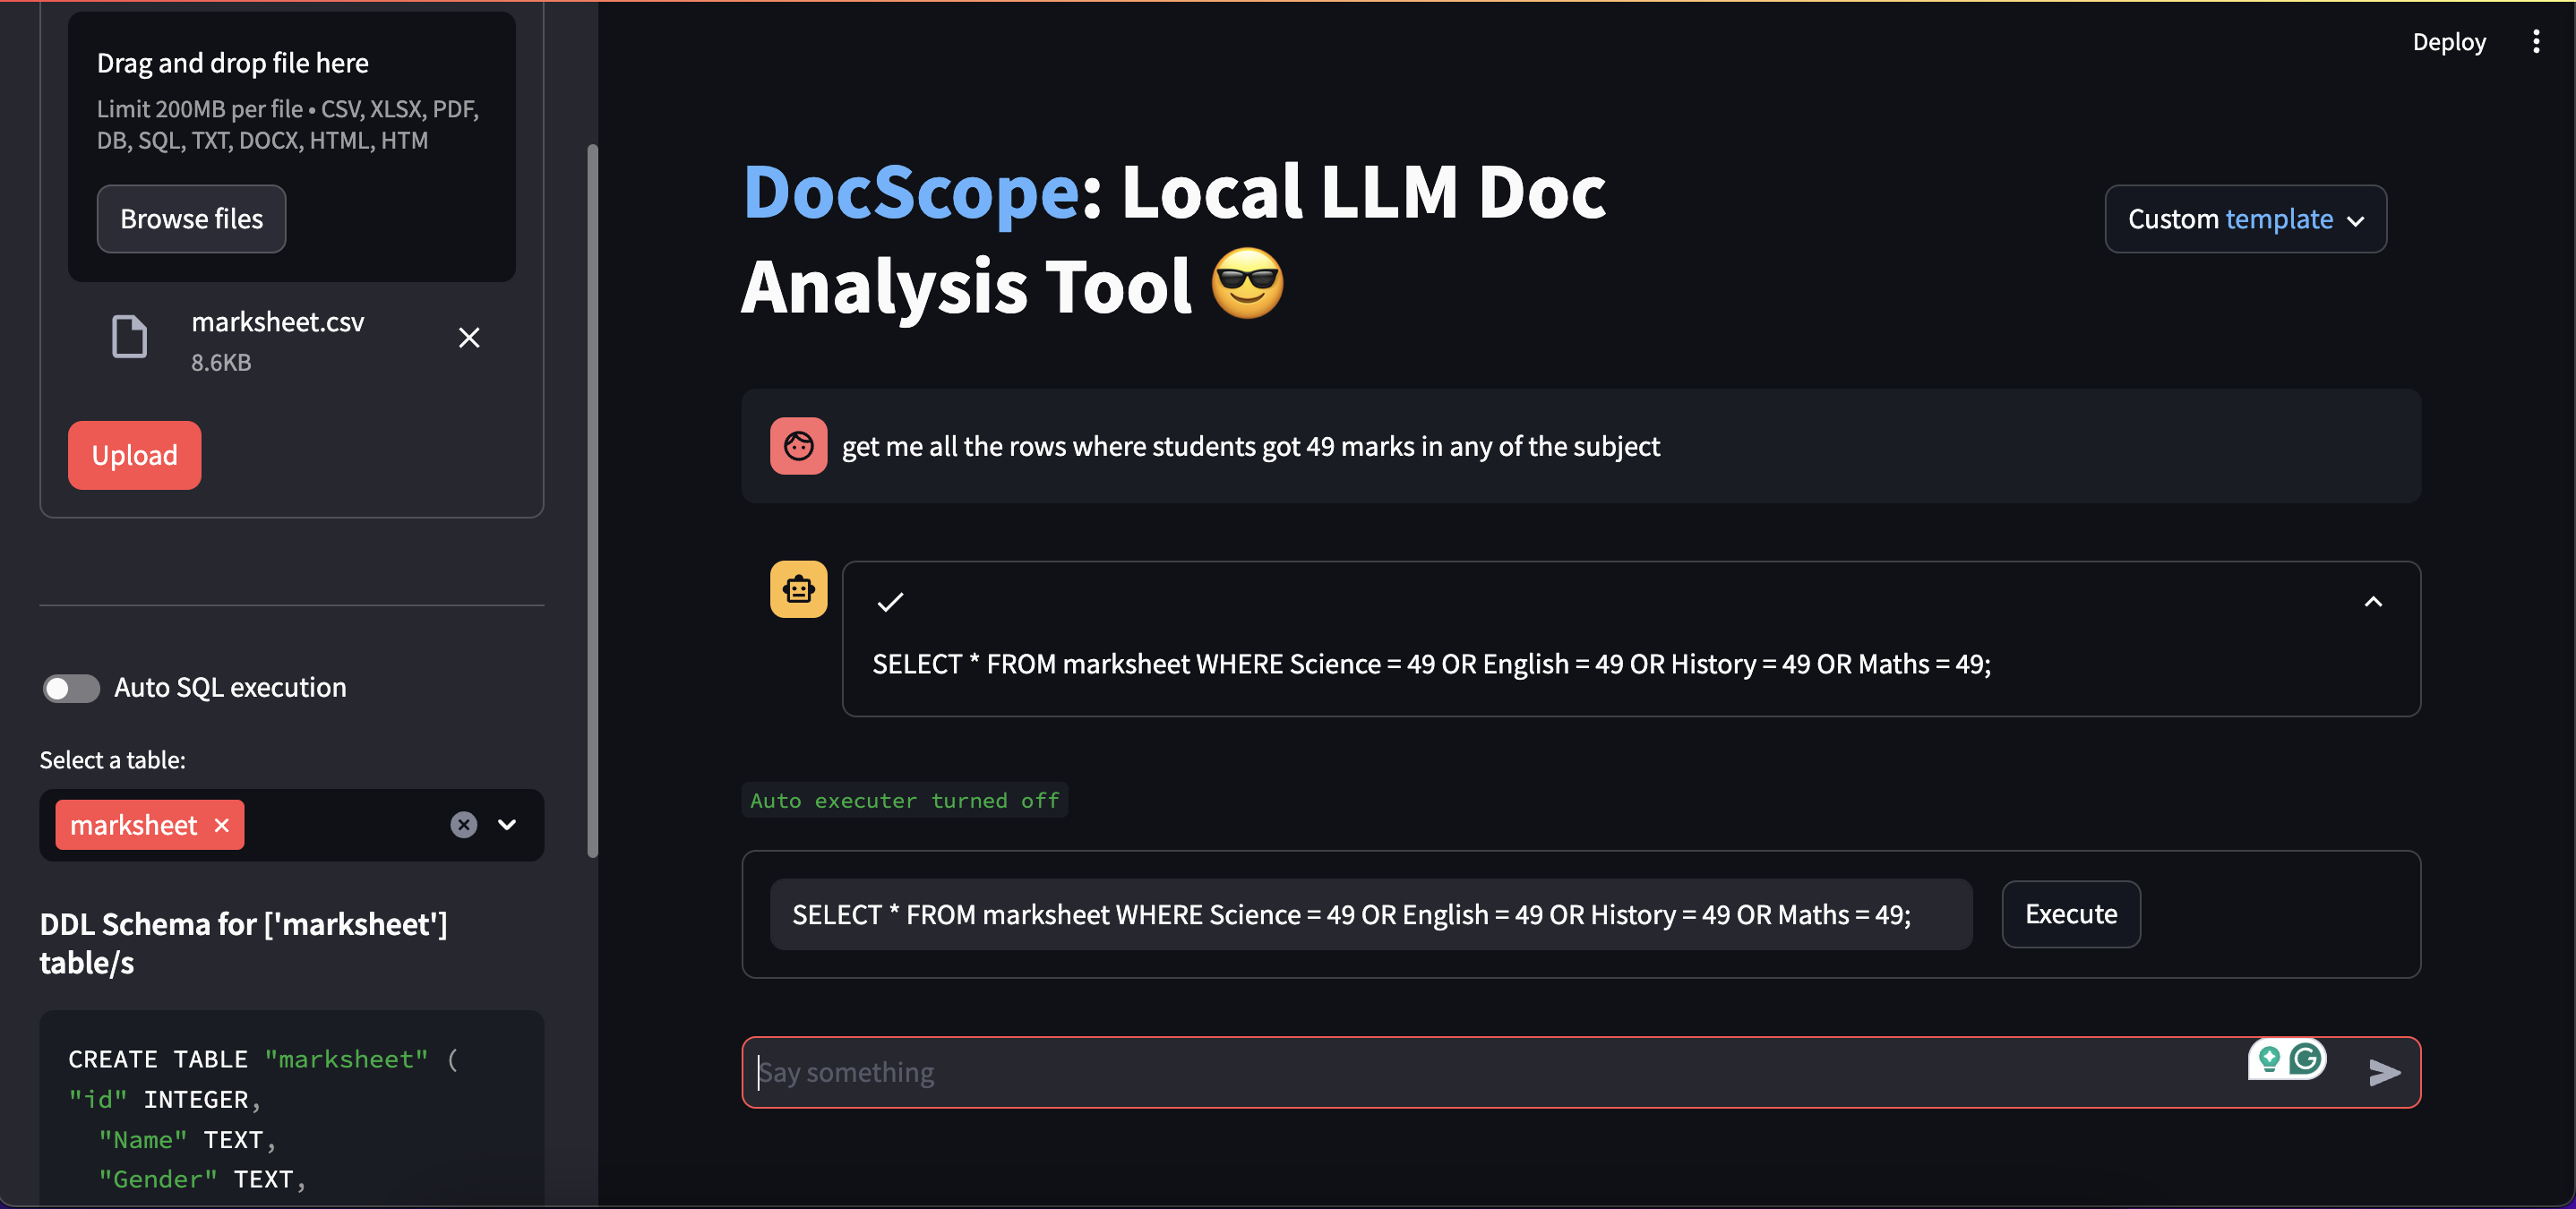 Drag and drop file here
Limit 200MB per file • CSV, XLSX, PDF,
DB, SQL, TXT, DOCX, HTML, HTM
Browse files
marksheet.csv
8.6KB
Upload
Auto SQL execution
Select a table:
marksheet
DDL Schema for ['marksheet']
table/s
CREATE TABLE "marksheet" (
"id" INTEGER,
"Name" TEXT,
"Gender" TEXT,
Deploy
DocScope: Local LLM Doc
Analysis Tool 😎
Custom template
get me all the rows where students got 49 marks in any of the subject
SELECT * FROM marksheet WHERE Science = 49 OR English = 49 OR History = 49 OR Maths = 49;
Auto executer turned off
SELECT * FROM marksheet WHERE Science = 49 OR English = 49 OR History = 49 OR Maths = 49;
Execute
Say something